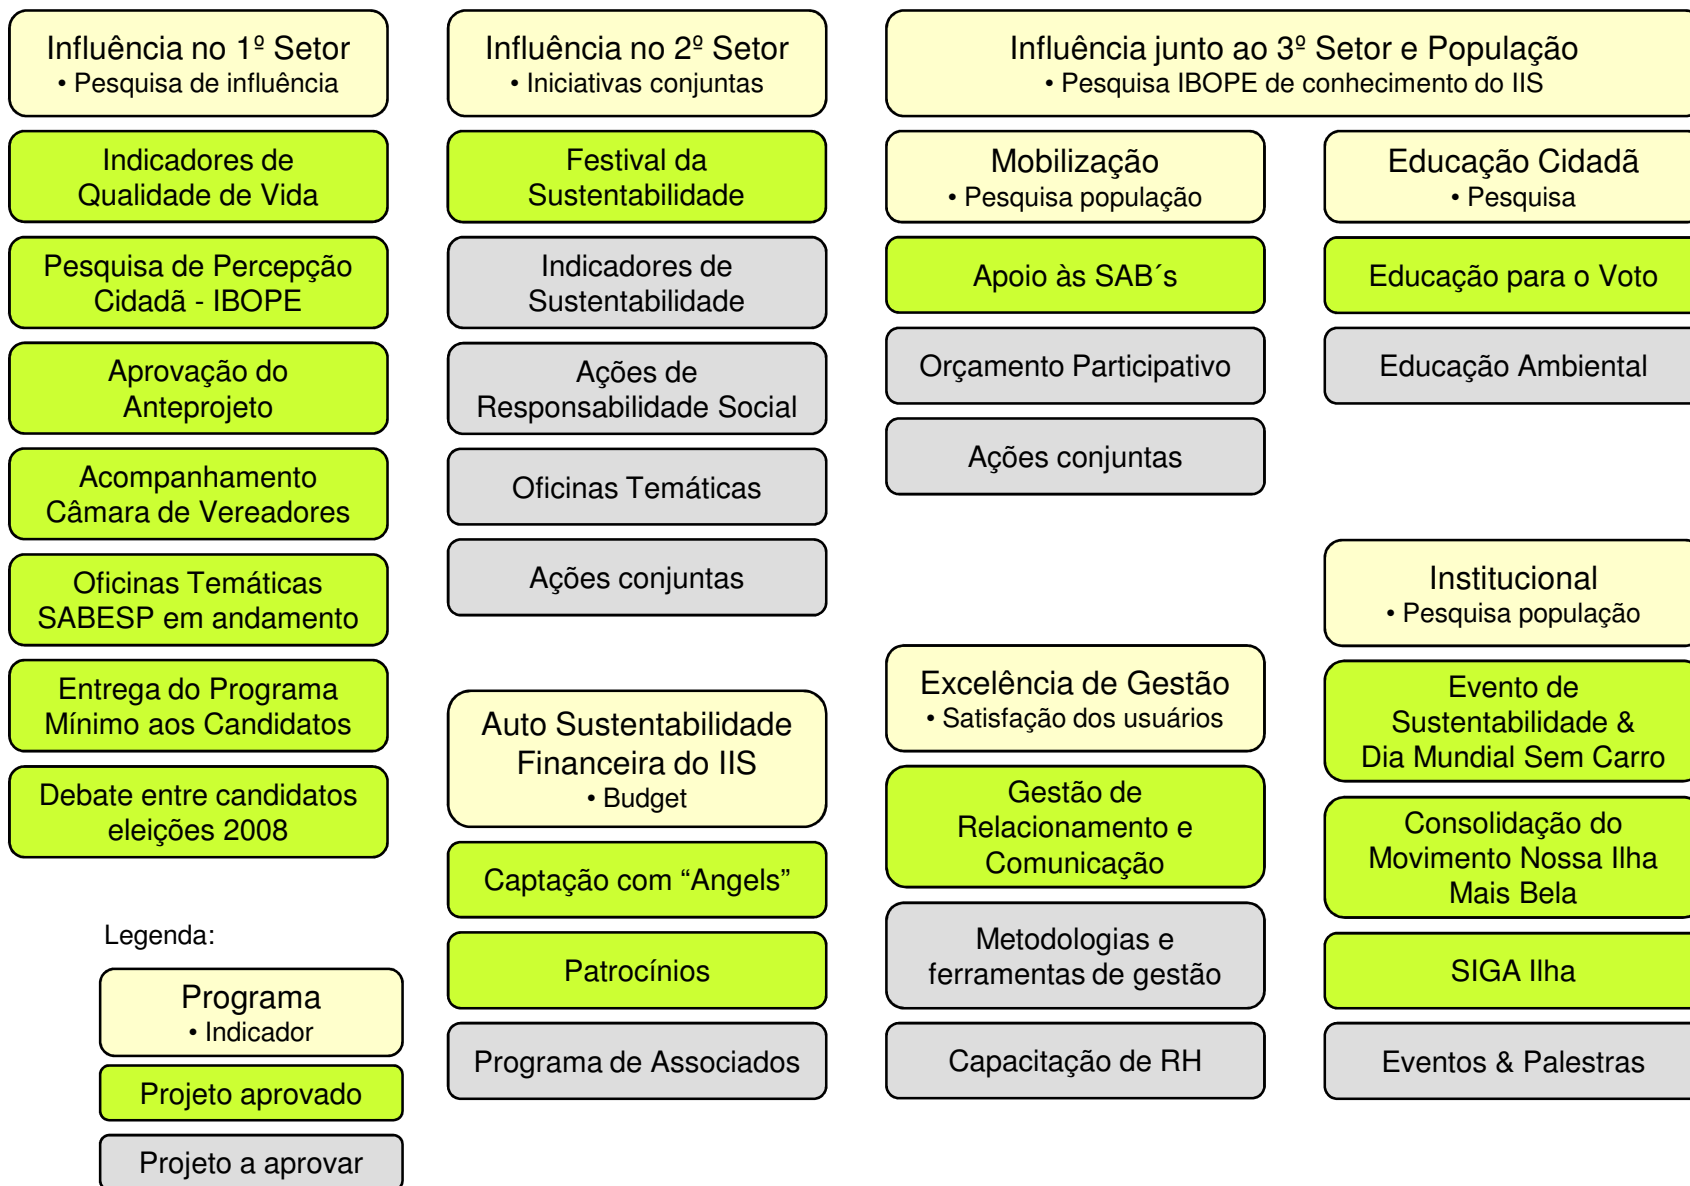 Influência no 1º Setor
• Pesquisa de influência
Indicadores de
Qualidade de Vida
Pesquisa de Percepção
Cidadã - IBOPE
Aprovação do
Anteprojeto
Acompanhamento
Câmara de Vereadores
Oficinas Temáticas
SABESP em andamento
Entrega do Programa
Mínimo aos Candidatos
Debate entre candidatos
eleições 2008
Legenda:
Programa
• Indicador
Projeto aprovado
Projeto a aprovar
Influência no 2º Setor
• Iniciativas conjuntas
Festival da
Sustentabilidade
Indicadores de
Sustentabilidade
Ações de
Responsabilidade Social
Oficinas Temáticas
Ações conjuntas
Auto Sustentabilidade
Financeira do IIS
• Budget
Captação com “Angels”
Patrocínios
Programa de Associados
Influência junto ao 3º Setor e População
• Pesquisa IBOPE de conhecimento do IIS
Mobilização
• Pesquisa população
Apoio às SAB´s
Orçamento Participativo
Ações conjuntas
Excelência de Gestão
• Satisfação dos usuários
Gestão de
Relacionamento e
Comunicação
Metodologias e
ferramentas de gestão
Capacitação de RH
Educação Cidadã
• Pesquisa
Educação para o Voto
Educação Ambiental
Institucional
• Pesquisa população
Evento de
Sustentabilidade &
Dia Mundial Sem Carro
Consolidação do
Movimento Nossa Ilha
Mais Bela
SIGA Ilha
Eventos & Palestras